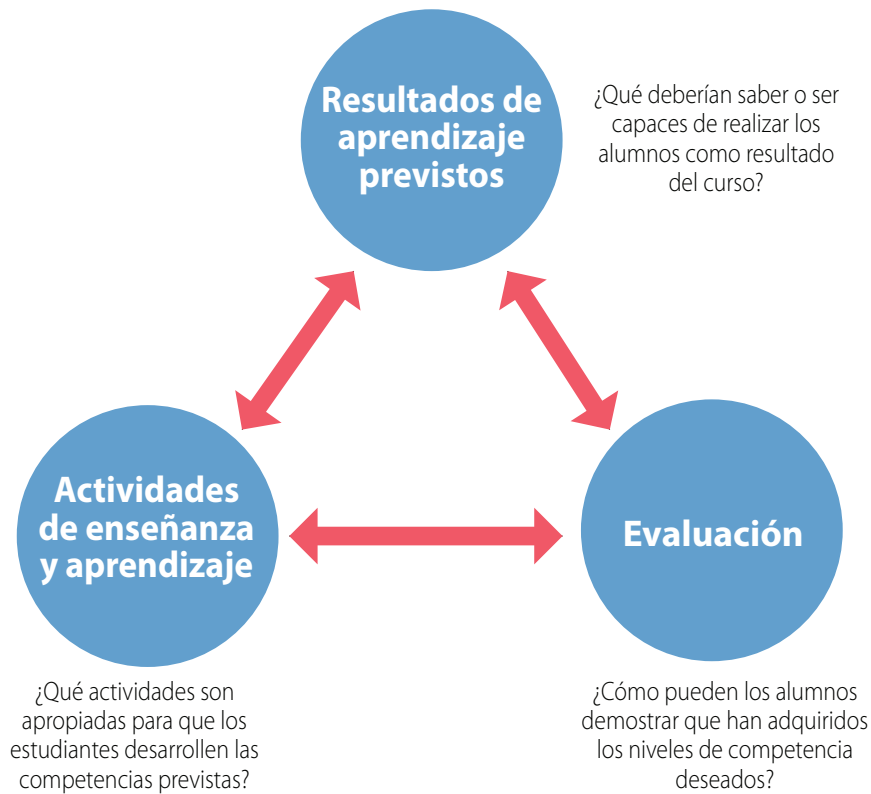 Resultados de
aprendizaje
previstos
¿Qué deberían saber o ser
capaces de realizar los
alumnos como resultado
del curso?
Actividades
de enseñanza
y aprendizaje
Evaluación
¿Qué actividades son
apropiadas para que los
estudiantes desarrollen las
competencias previstas?
¿Cómo pueden los alumnos
demostrar que han adquiridos
los niveles de competencia
deseados?